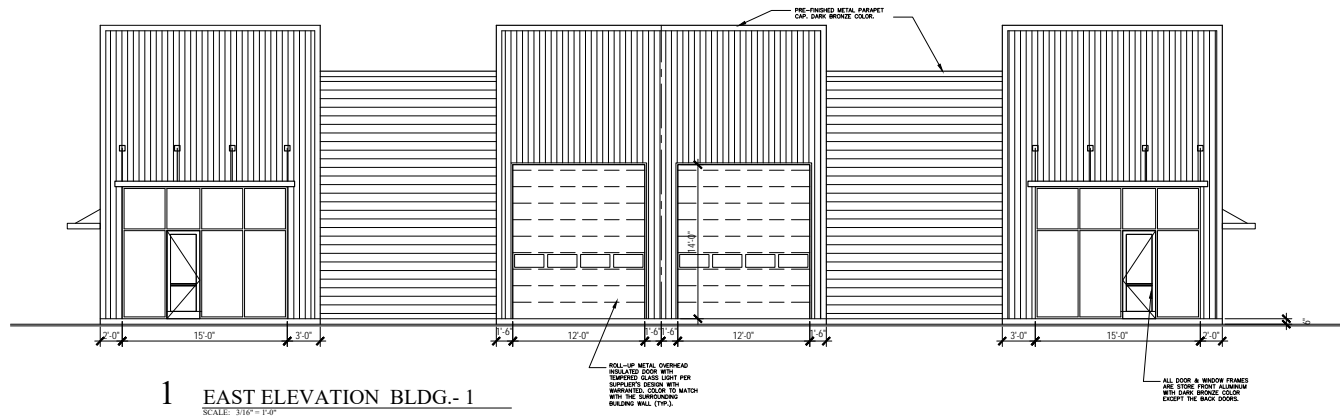 PRE-FINISHED METAL PARAPET
CAP. DARK BRONZE COLOR.
14'-0"
2'-0"
15'-0"
3'-0"
1'-6"
12'-0"
1'-6"
1'-6"
12'-0"
1'-6"
3'-0"
15'-0"
2'-0"
6"
ROLL-UP METAL OVERHEAD
INSULATED DOOR WITH
TEMPERED GLASS LIGHT PER
SUPPLIER'S DESIGN WITH
WARRANTED. COLOR TO MATCH
WITH THE SURROUNDING
BUILDING WALL (TYP.).
ALL DOOR & WINDOW FRAMES
ARE STORE FRONT ALUMINUM
WITH DARK BRONZE COLOR
EXCEPT THE BACK DOORS.
1 EAST ELEVATION BLDG.- 1
SCALE: 3/16" = 1'-0"